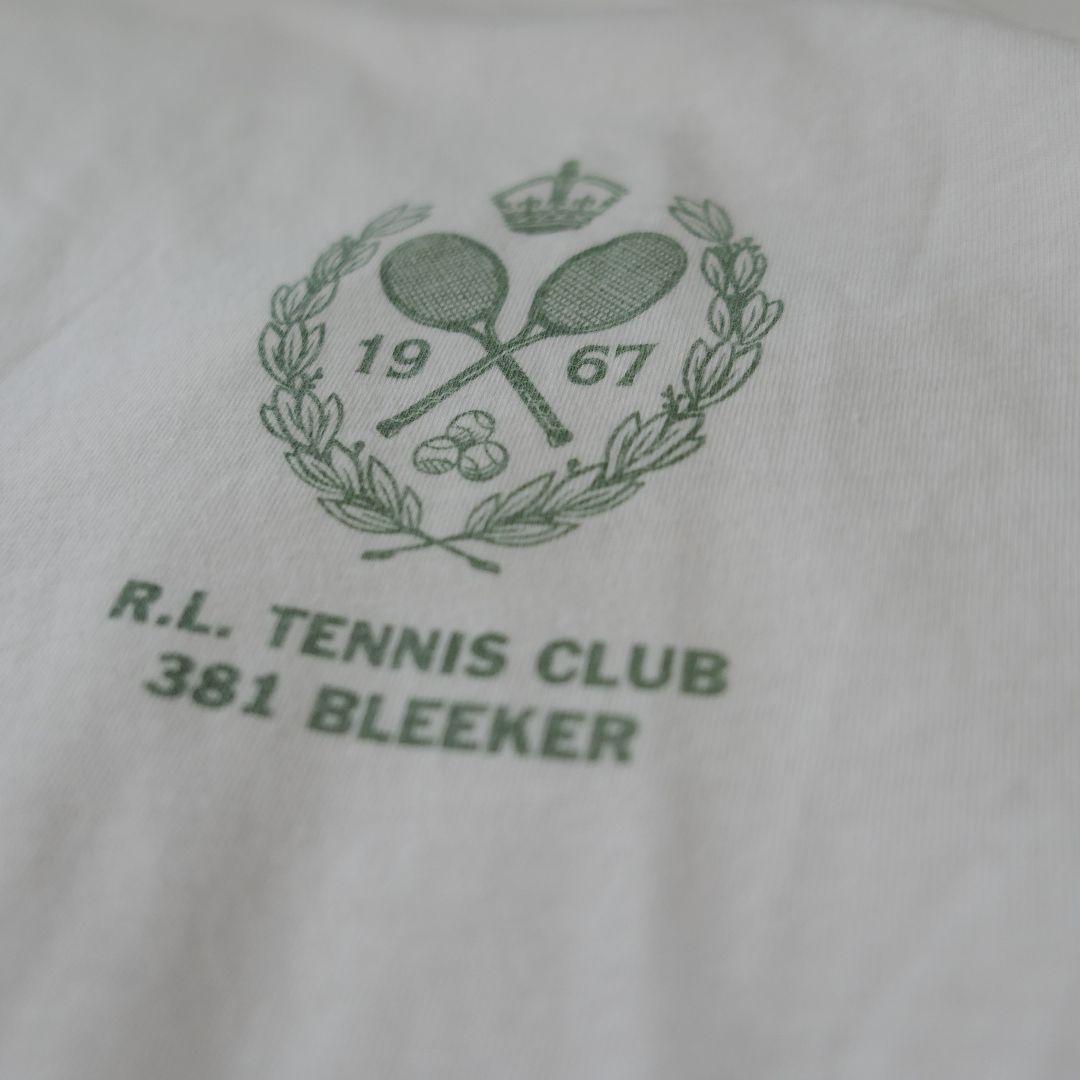 19 67
R.L. TENNIS CLUB
381 BLEEKER